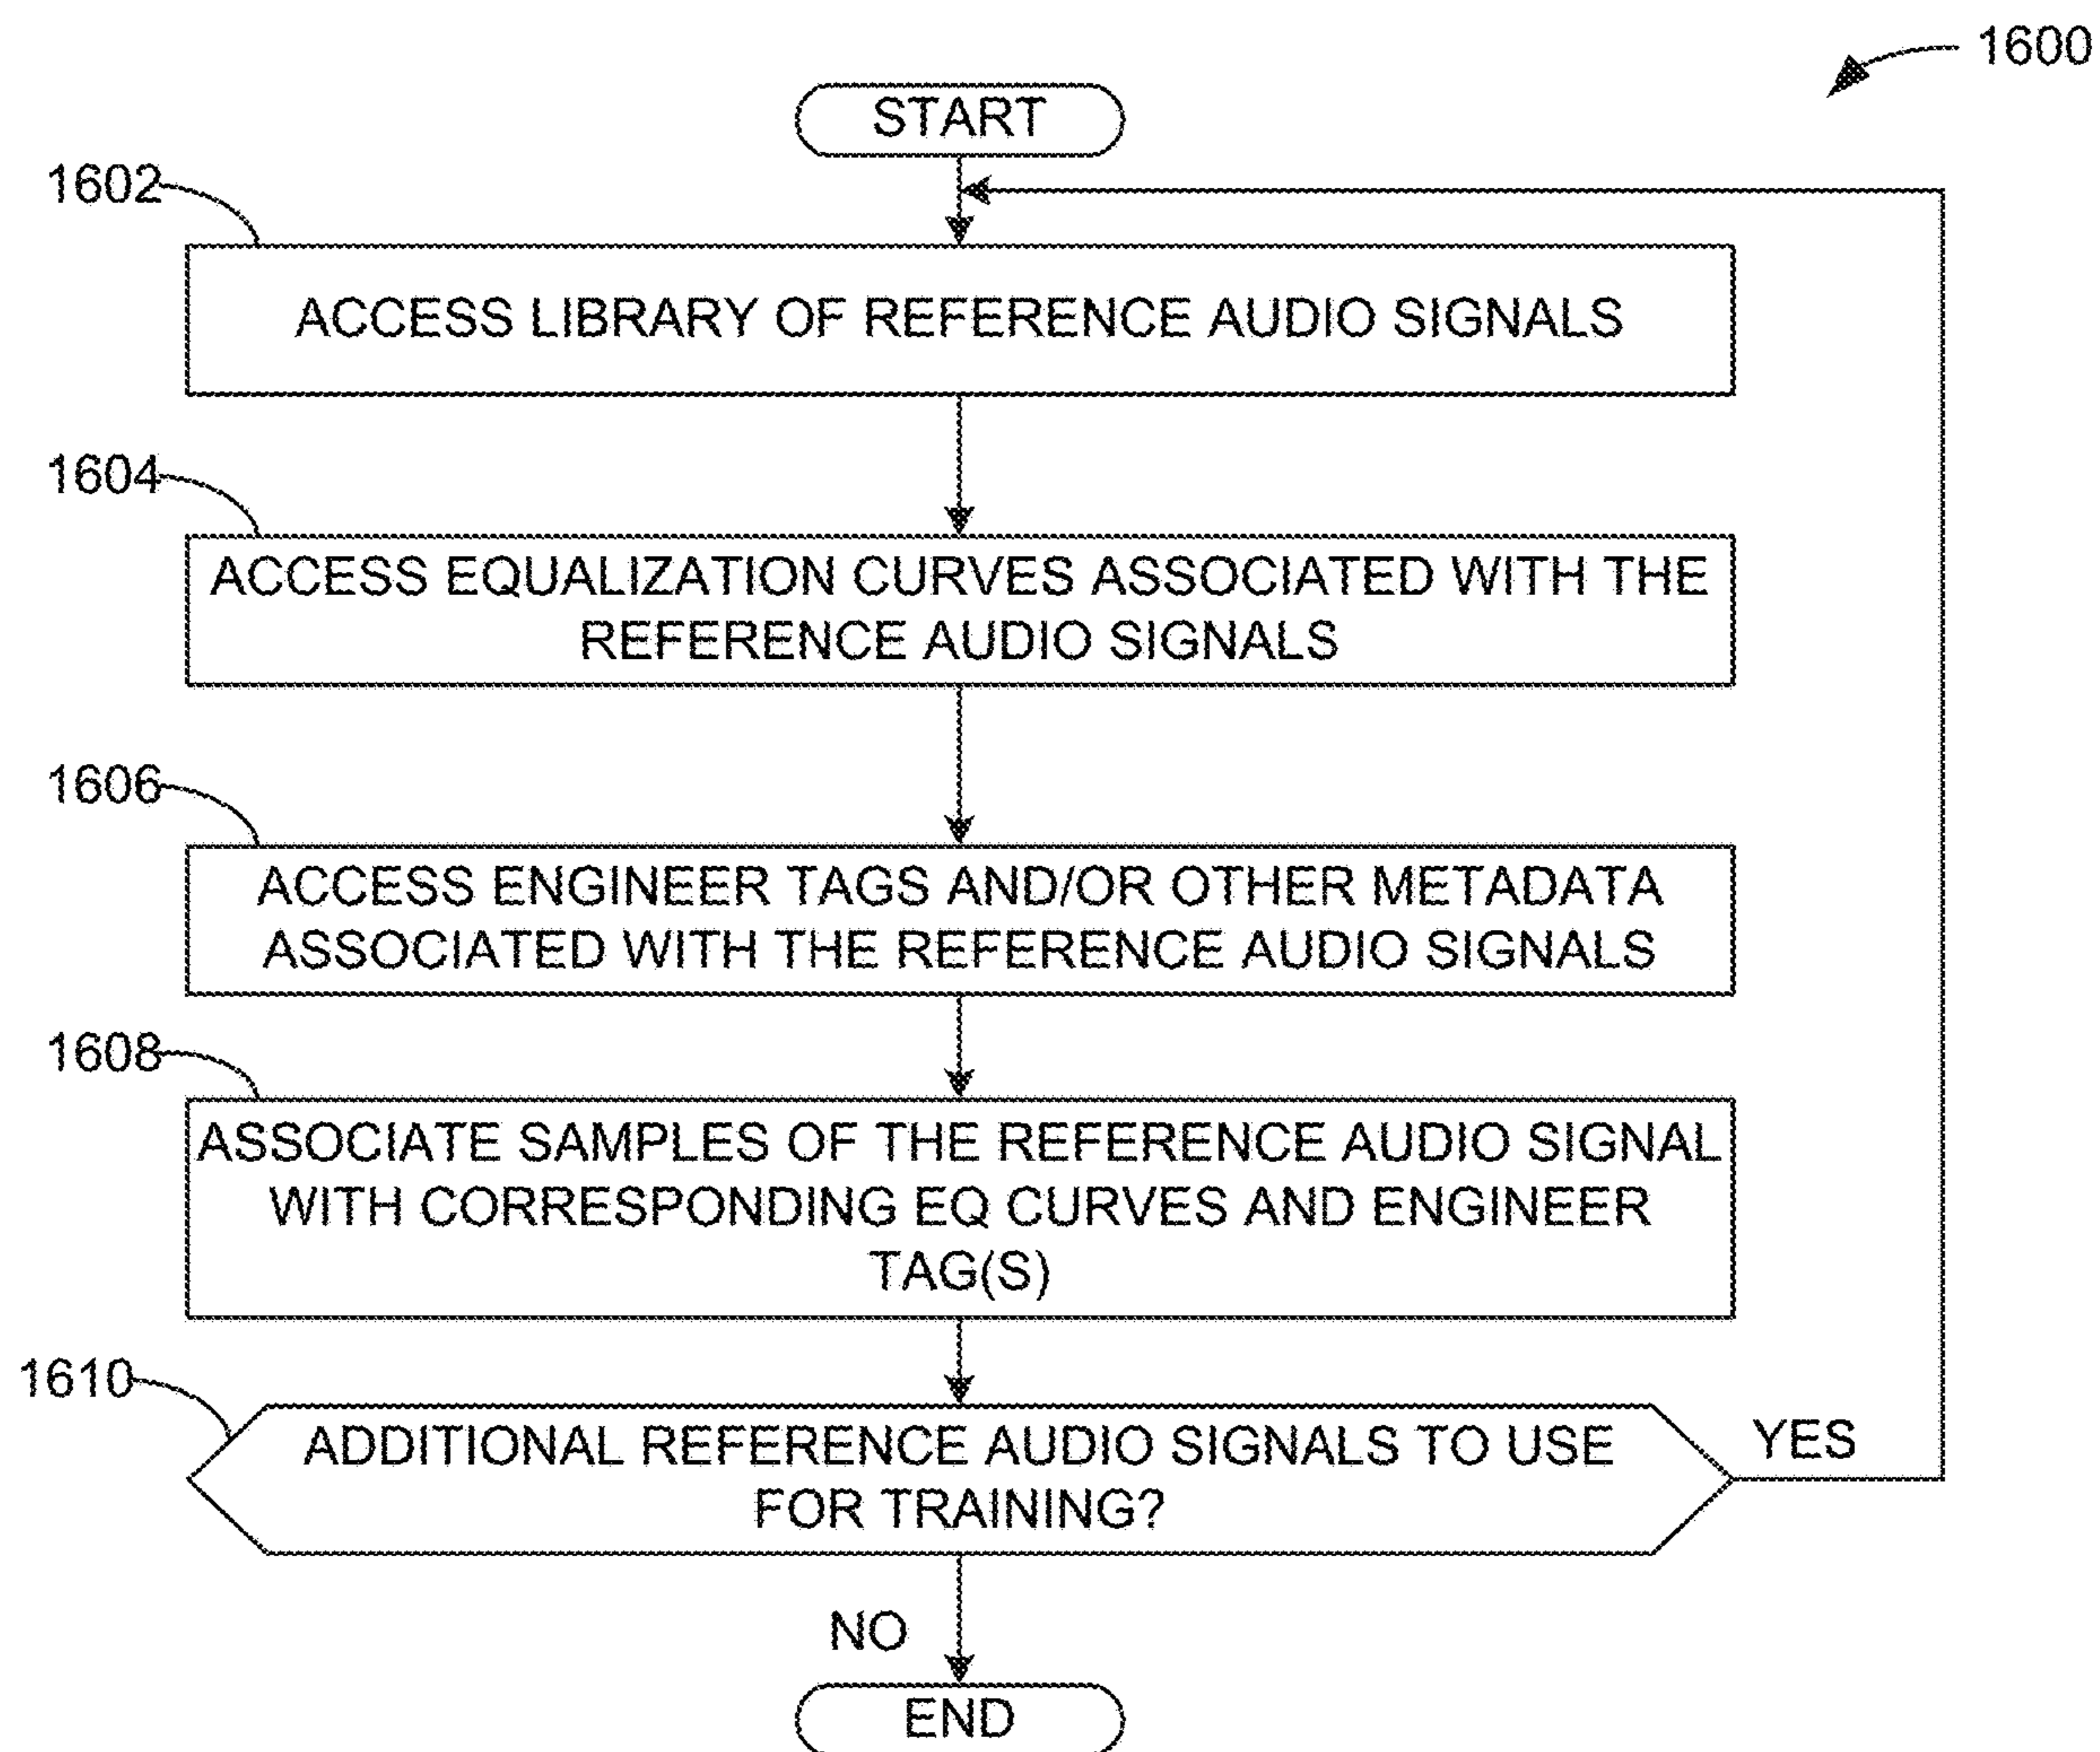 1600
START
1602
ACCESS LIBRARY OF REFERENCE AUDIO SIGNALS
1604
ACCESS EQUALIZATION CURVES ASSOCIATED WITH THE
REFERENCE AUDIO SIGNALS
1606
ACCESS ENGINEER TAGS AND/OR OTHER METADATA
ASSOCIATED WITH THE REFERENCE AUDIO SIGNALS
1608
ASSOCIATE SAMPLES OF THE REFERENCE AUDIO SIGNAL
WITH CORRESPONDING EQ CURVES AND ENGINEER
TAG(S)
1610
ADDITIONAL REFERENCE AUDIO SIGNALS TO USE
FOR TRAINING?
YES
NO
END